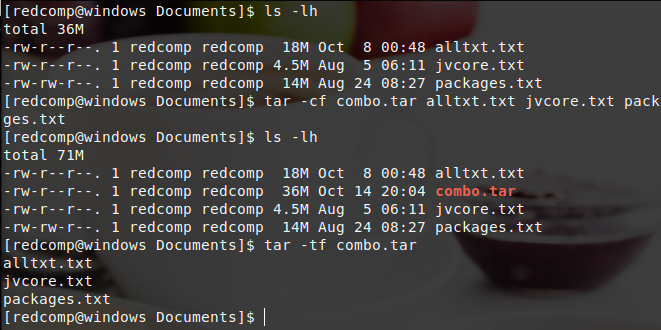 [redcomp@windows Documents]$ ls -lh
total 36M
-rw-r--r--. 1 redcomp redcomp  18M Oct  8 00:48 alltxt.txt
-rw-r--r--. 1 redcomp redcomp 4.5M Aug  5 06:11 jvcore.txt
-rw-rw-r--. 1 redcomp redcomp  14M Aug 24 08:27 packages.txt
[redcomp@windows Documents]$ tar -cf combo.tar alltxt.txt jvcore.txt pack
ges.txt
[redcomp@windows Documents]$ ls -lh
total 71M
-rw-r--r--. 1 redcomp redcomp  18M Oct  8 00:48 alltxt.txt
-rw-r--r--. 1 redcomp redcomp  36M Oct 14 20:04 combo.tar
-rw-r--r--. 1 redcomp redcomp 4.5M Aug  5 06:11 jvcore.txt
-rw-rw-r--. 1 redcomp redcomp  14M Aug 24 08:27 packages.txt
[redcomp@windows Documents]$ tar -tf combo.tar
alltxt.txt
jvcore.txt
packages.txt
[redcomp@windows Documents]$